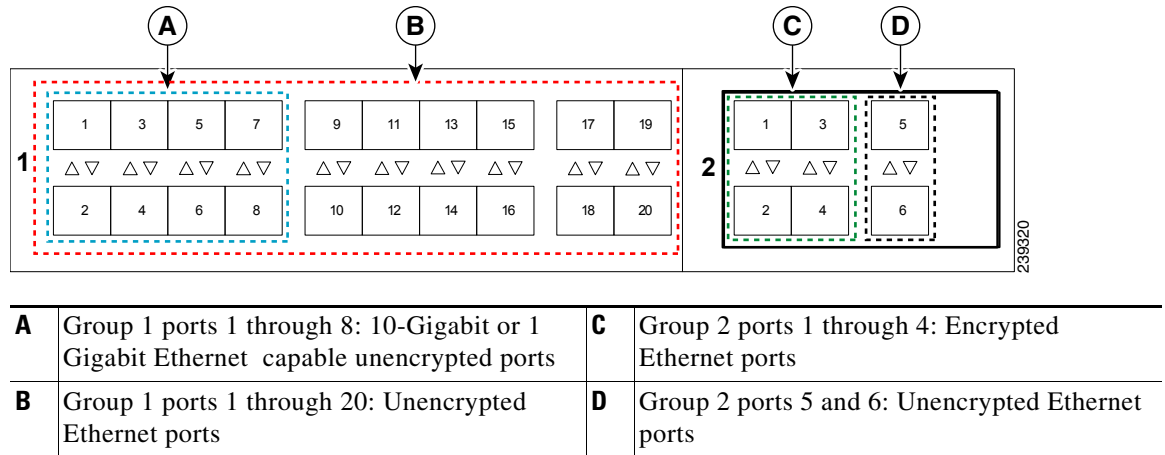 A B C D
1 3 5 7 9 11 13 15 17 19 1 3 5
1 2
2 4 6 8 10 12 14 16 18 20 2 4 6
239320
A Group 1 ports 1 through 8: 10-Gigabit or 1
Gigabit Ethernet capable unencrypted ports
C Group 2 ports 1 through 4: Encrypted
Ethernet ports
B Group 1 ports 1 through 20: Unencrypted
Ethernet ports
D Group 2 ports 5 and 6: Unencrypted Ethernet
ports